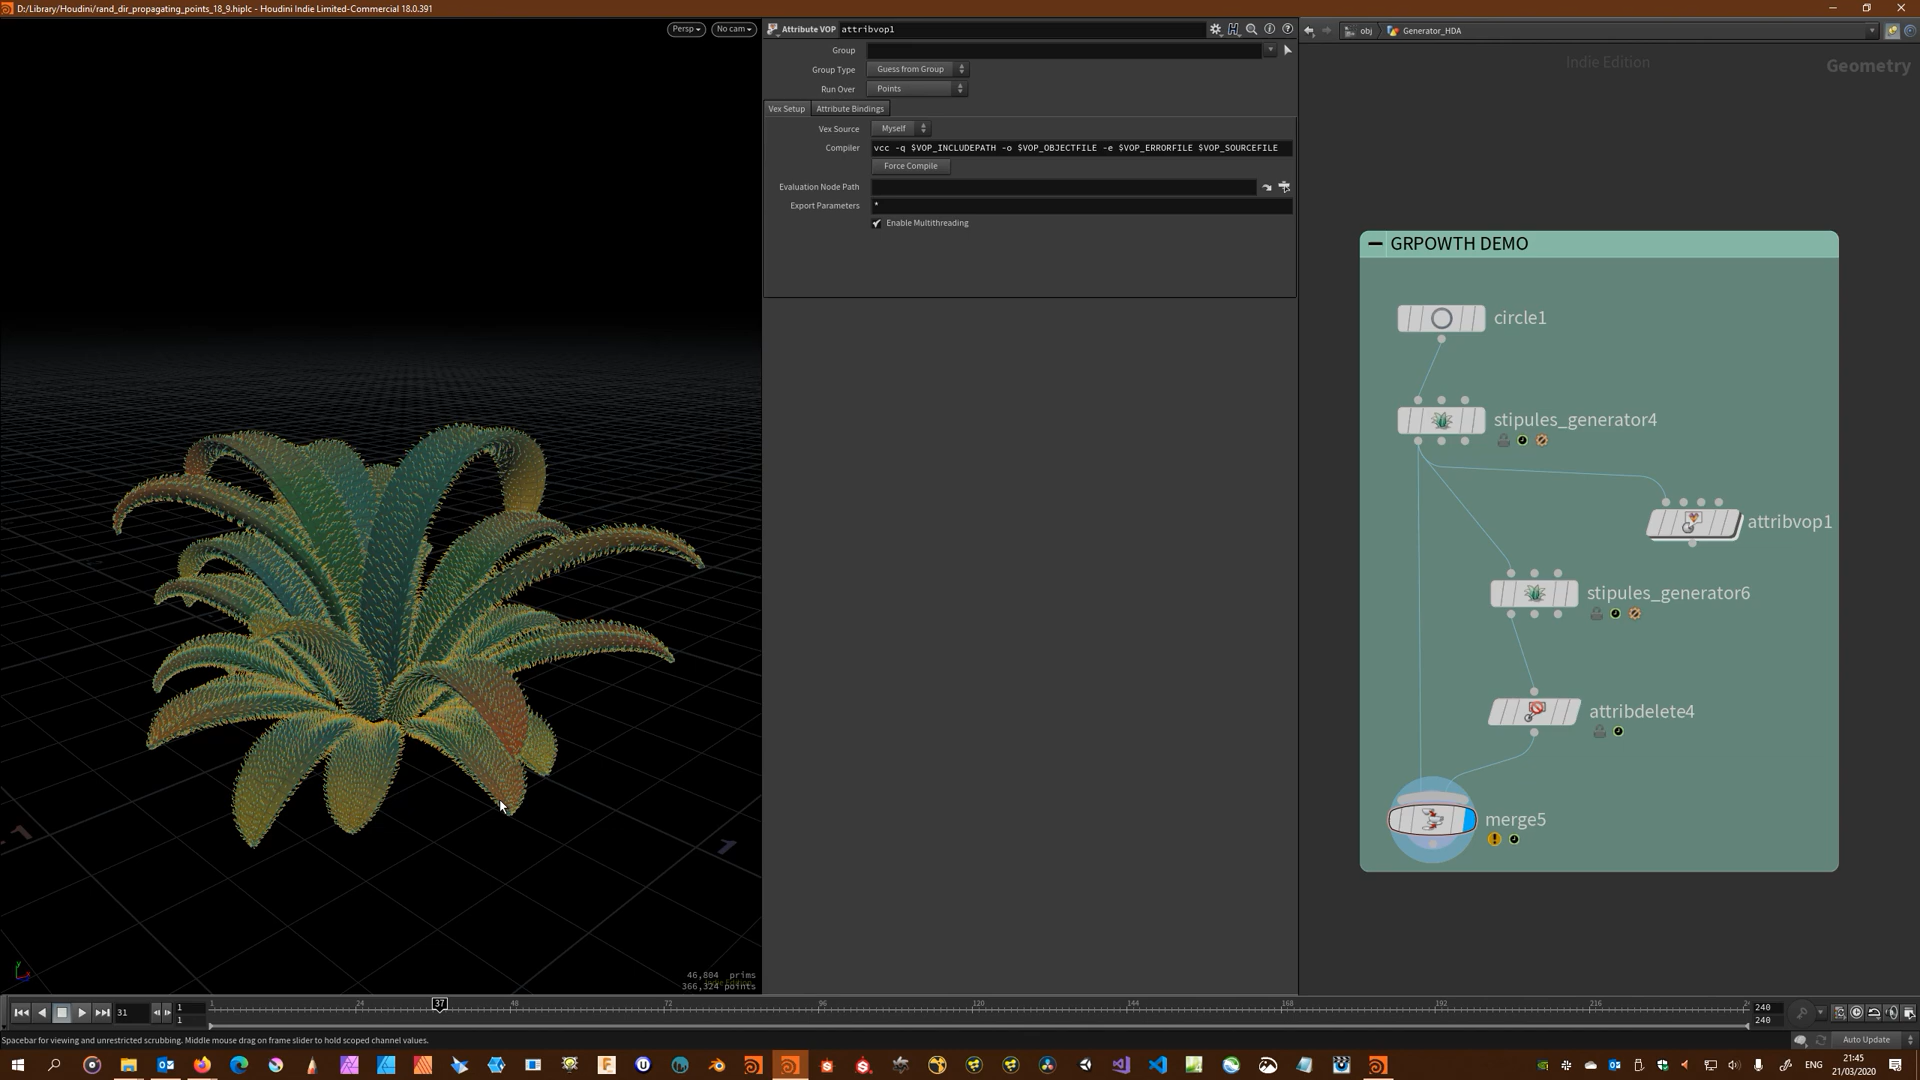 D:/Library/Houdini/rand_dir_propagating_points_18_9.hiplc - Houdini Indie Limited-Commercial 18.0.391
Persp
No cam
Attribute VOP attribvop1
obj
Generator_HDA
Group
Group Type
Guess from Group
Run Over
Points
Indie Edition
Geometry
Vex Setup
Attribute Bindings
Vex Source
Myself
Compiler
vcc -q $VOP_INCLUDEPATH -o $VOP_OBJECTFILE -e $VOP_ERRORFILE $VOP_SOURCEFILE
Force Compile
Evaluation Node Path
Export Parameters
*
Enable Multithreading
GRPOWTH DEMO
circle1
stipules_generator4
attribvop1
stipules_generator6
attribdelete4
merge5
1
1
y
x
46,804 prims
366,324 points
31
1
1
1
24
37
48
72
96
120
144
168
192
216
24
240
240
Spacebar for viewing and unrestricted scrubbing. Middle mouse drag on frame slider to hold scoped channel values.
Auto Update
ENG
21:45
21/03/2020